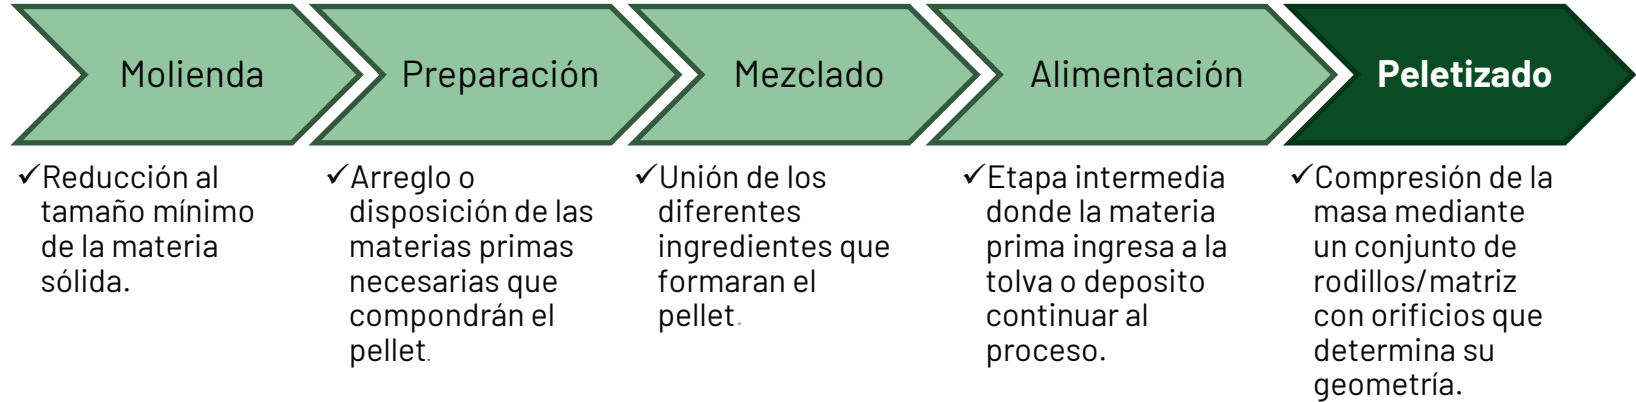 Molienda
Preparación
Mezclado
Alimentación
Peletizado
✓Reducción al
tamaño mínimo
de la materia
sólida.
✓Arreglo o
disposición de las
materias primas
necesarias que
compondrán el
pellet.
✓Unión de los
diferentes
ingredientes que
formaran el
pellet.
✓Etapa intermedia
donde la materia
prima ingresa a la
tolva o deposito
continuar al
proceso.
✓Compresión de la
masa mediante
un conjunto de
rodillos/matriz
con orificios que
determina su
geometría.